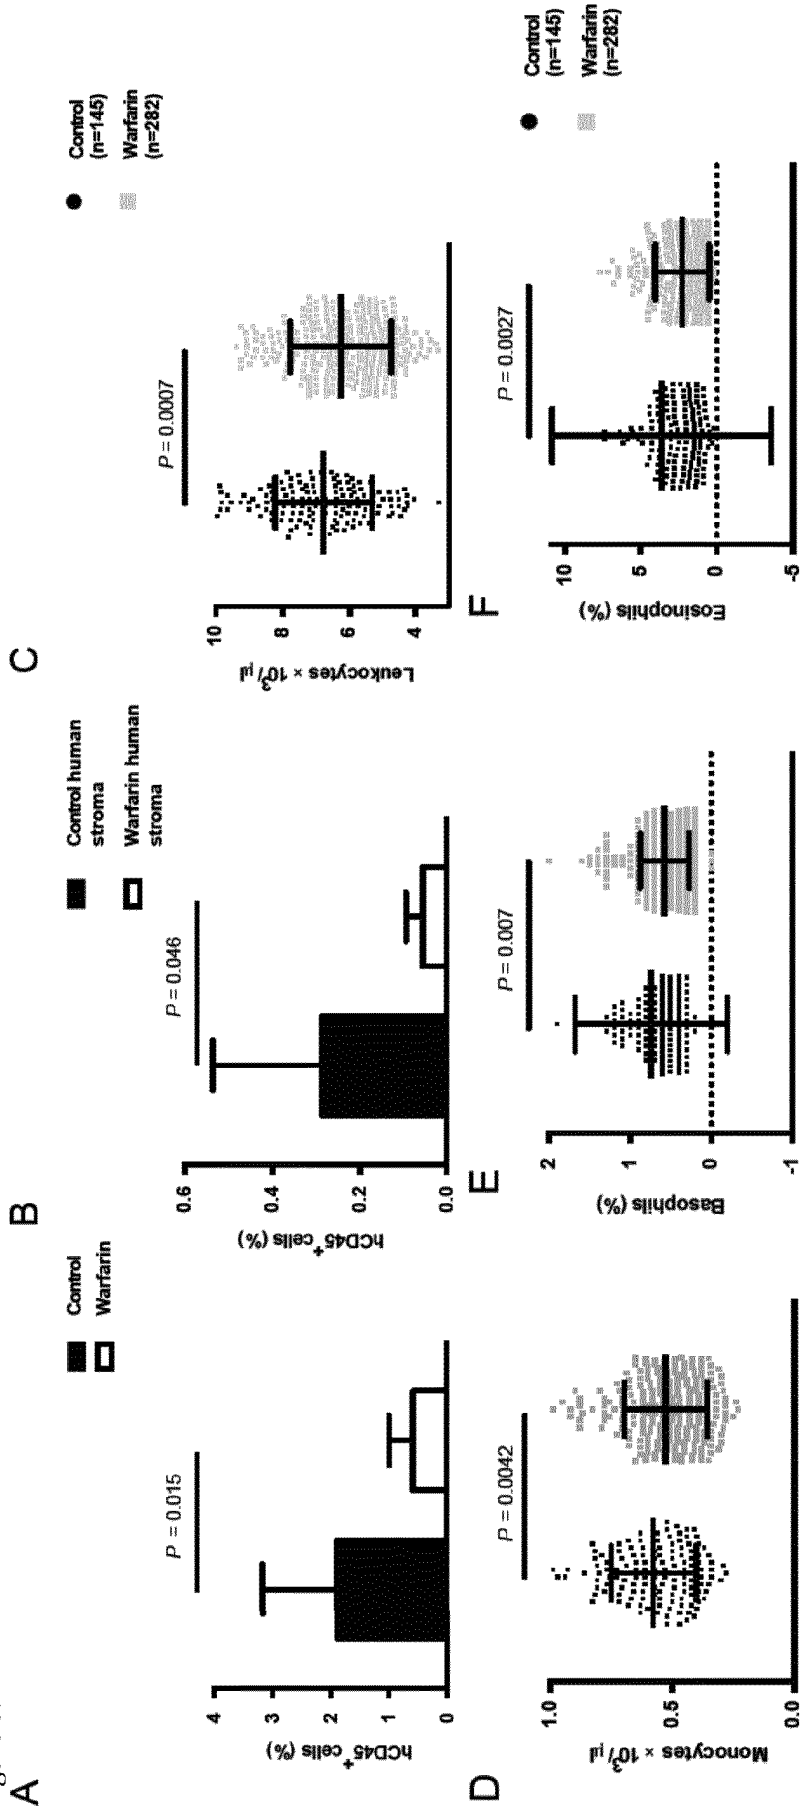 A
Control
Warfarin
P = 0.015
hCD45+cells (%)
4
3
2
1
0
B
Control human
stroma
Warfarin human
stroma
P = 0.046
hCD45+cells (%)
0.6
0.4
0.2
0.0
C
Control
(n=145)
Warfarin
(n=282)
P = 0.0007
Leukocytes × 10³/ µl
10
8
6
4
D
P = 0.0042
Monocytes × 10³/ µl
1.0
0.5
0.0
E
P = 0.007
Basophils (%)
2
1
0
-1
F
Control
(n=145)
Warfarin
(n=282)
P = 0.0027
Eosinophils (%)
10
5
0
-5